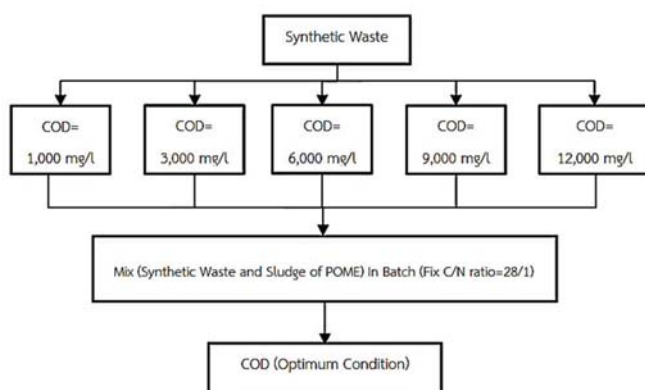 Synthetic Waste
COD=
1,000 mg/l
COD=
3,000 mg/l
COD=
6,000 mg/l
COD=
9,000 mg/l
COD=
12,000 mg/l
Mix (Synthetic Waste and Sludge of POME) In Batch (Fix C/N ratio=28/1)
COD (Optimum Condition)